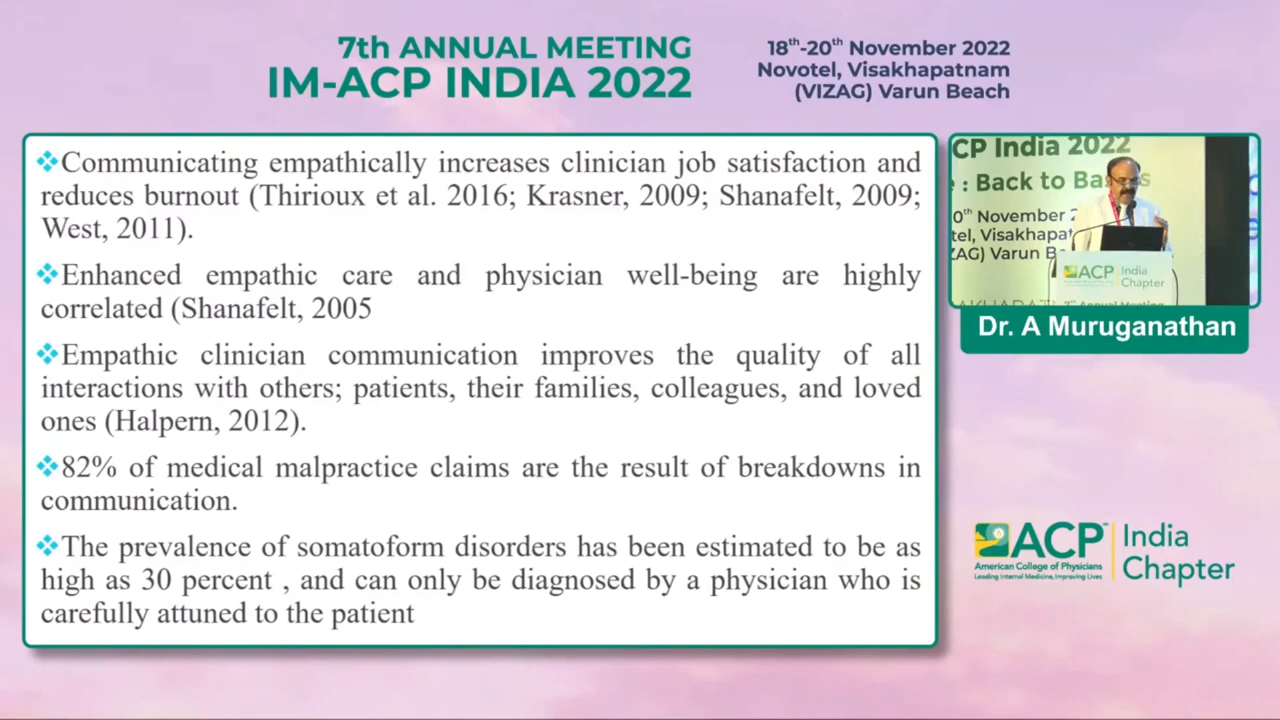 7th ANNUAL MEETING
IM-ACP INDIA 2022
18th-20th November 2022
Novotel, Visakhapatnam
(VIZAG) Varun Beach
❖Communicating empathically increases clinician job satisfaction and
reduces burnout (Thirioux et al. 2016; Krasner, 2009; Shanafelt, 2009;
West, 2011).
❖Enhanced empathic care and physician well-being are highly
correlated (Shanafelt, 2005
❖Empathic clinician communication improves the quality of all
interactions with others; patients, their families, colleagues, and loved
ones (Halpern, 2012).
❖82% of medical malpractice claims are the result of breakdowns in
communication.
❖The prevalence of somatoform disorders has been estimated to be as
high as 30 percent , and can only be diagnosed by a physician who is
carefully attuned to the patient
CP India 2022
: Back to Ba s
0th November 2
tel, Visakhapat
ZAG) Varun B
ACP India
Chapter
7th Annual Meeting
Dr. A Muruganathan
ACP™
American College of Physicians
Leading Internal Medicine, Improving Lives
India
Chapter